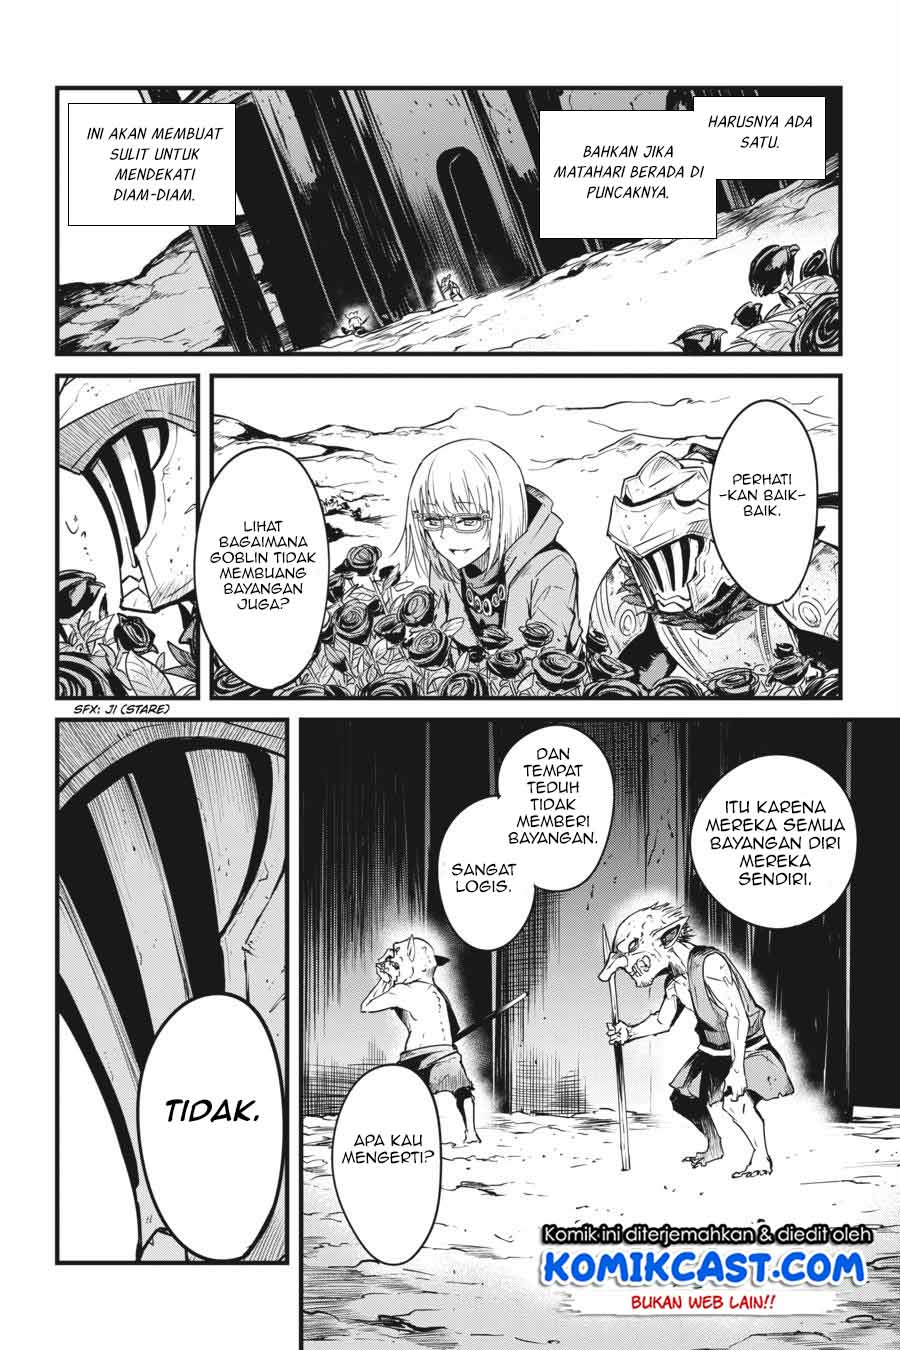 HARUSNYA ADA
SATU.
BAHKAN JIKA
MATAHARI BERADA DI
PUNCAKNYA.
INI AKAN MEMBUAT
SULIT UNTUK
MENDEKATI
DIAM-DIAM.
PERHATI
-KAN BAIK-
BAIK.
LIHAT
BAGAIMANA
GOBLIN TIDAK
MEMBUANG
BAYANGAN
JUGA?
SFX: JI (STARE)
ITU KARENA
MEREKA SEMUA
BAYANGAN DIRI
MEREKA
SENDIRI.
DAN
TEMPAT
TEDUH
TIDAK
MEMBERI
BAYANGAN.
SANGAT
LOGIS.
APA KAU
MENGERTI?
TIDAK.
Komik ini diterjemahkan & diedit oleh
KOMIKCAST.COM
BUKAN WEB LAIN!!